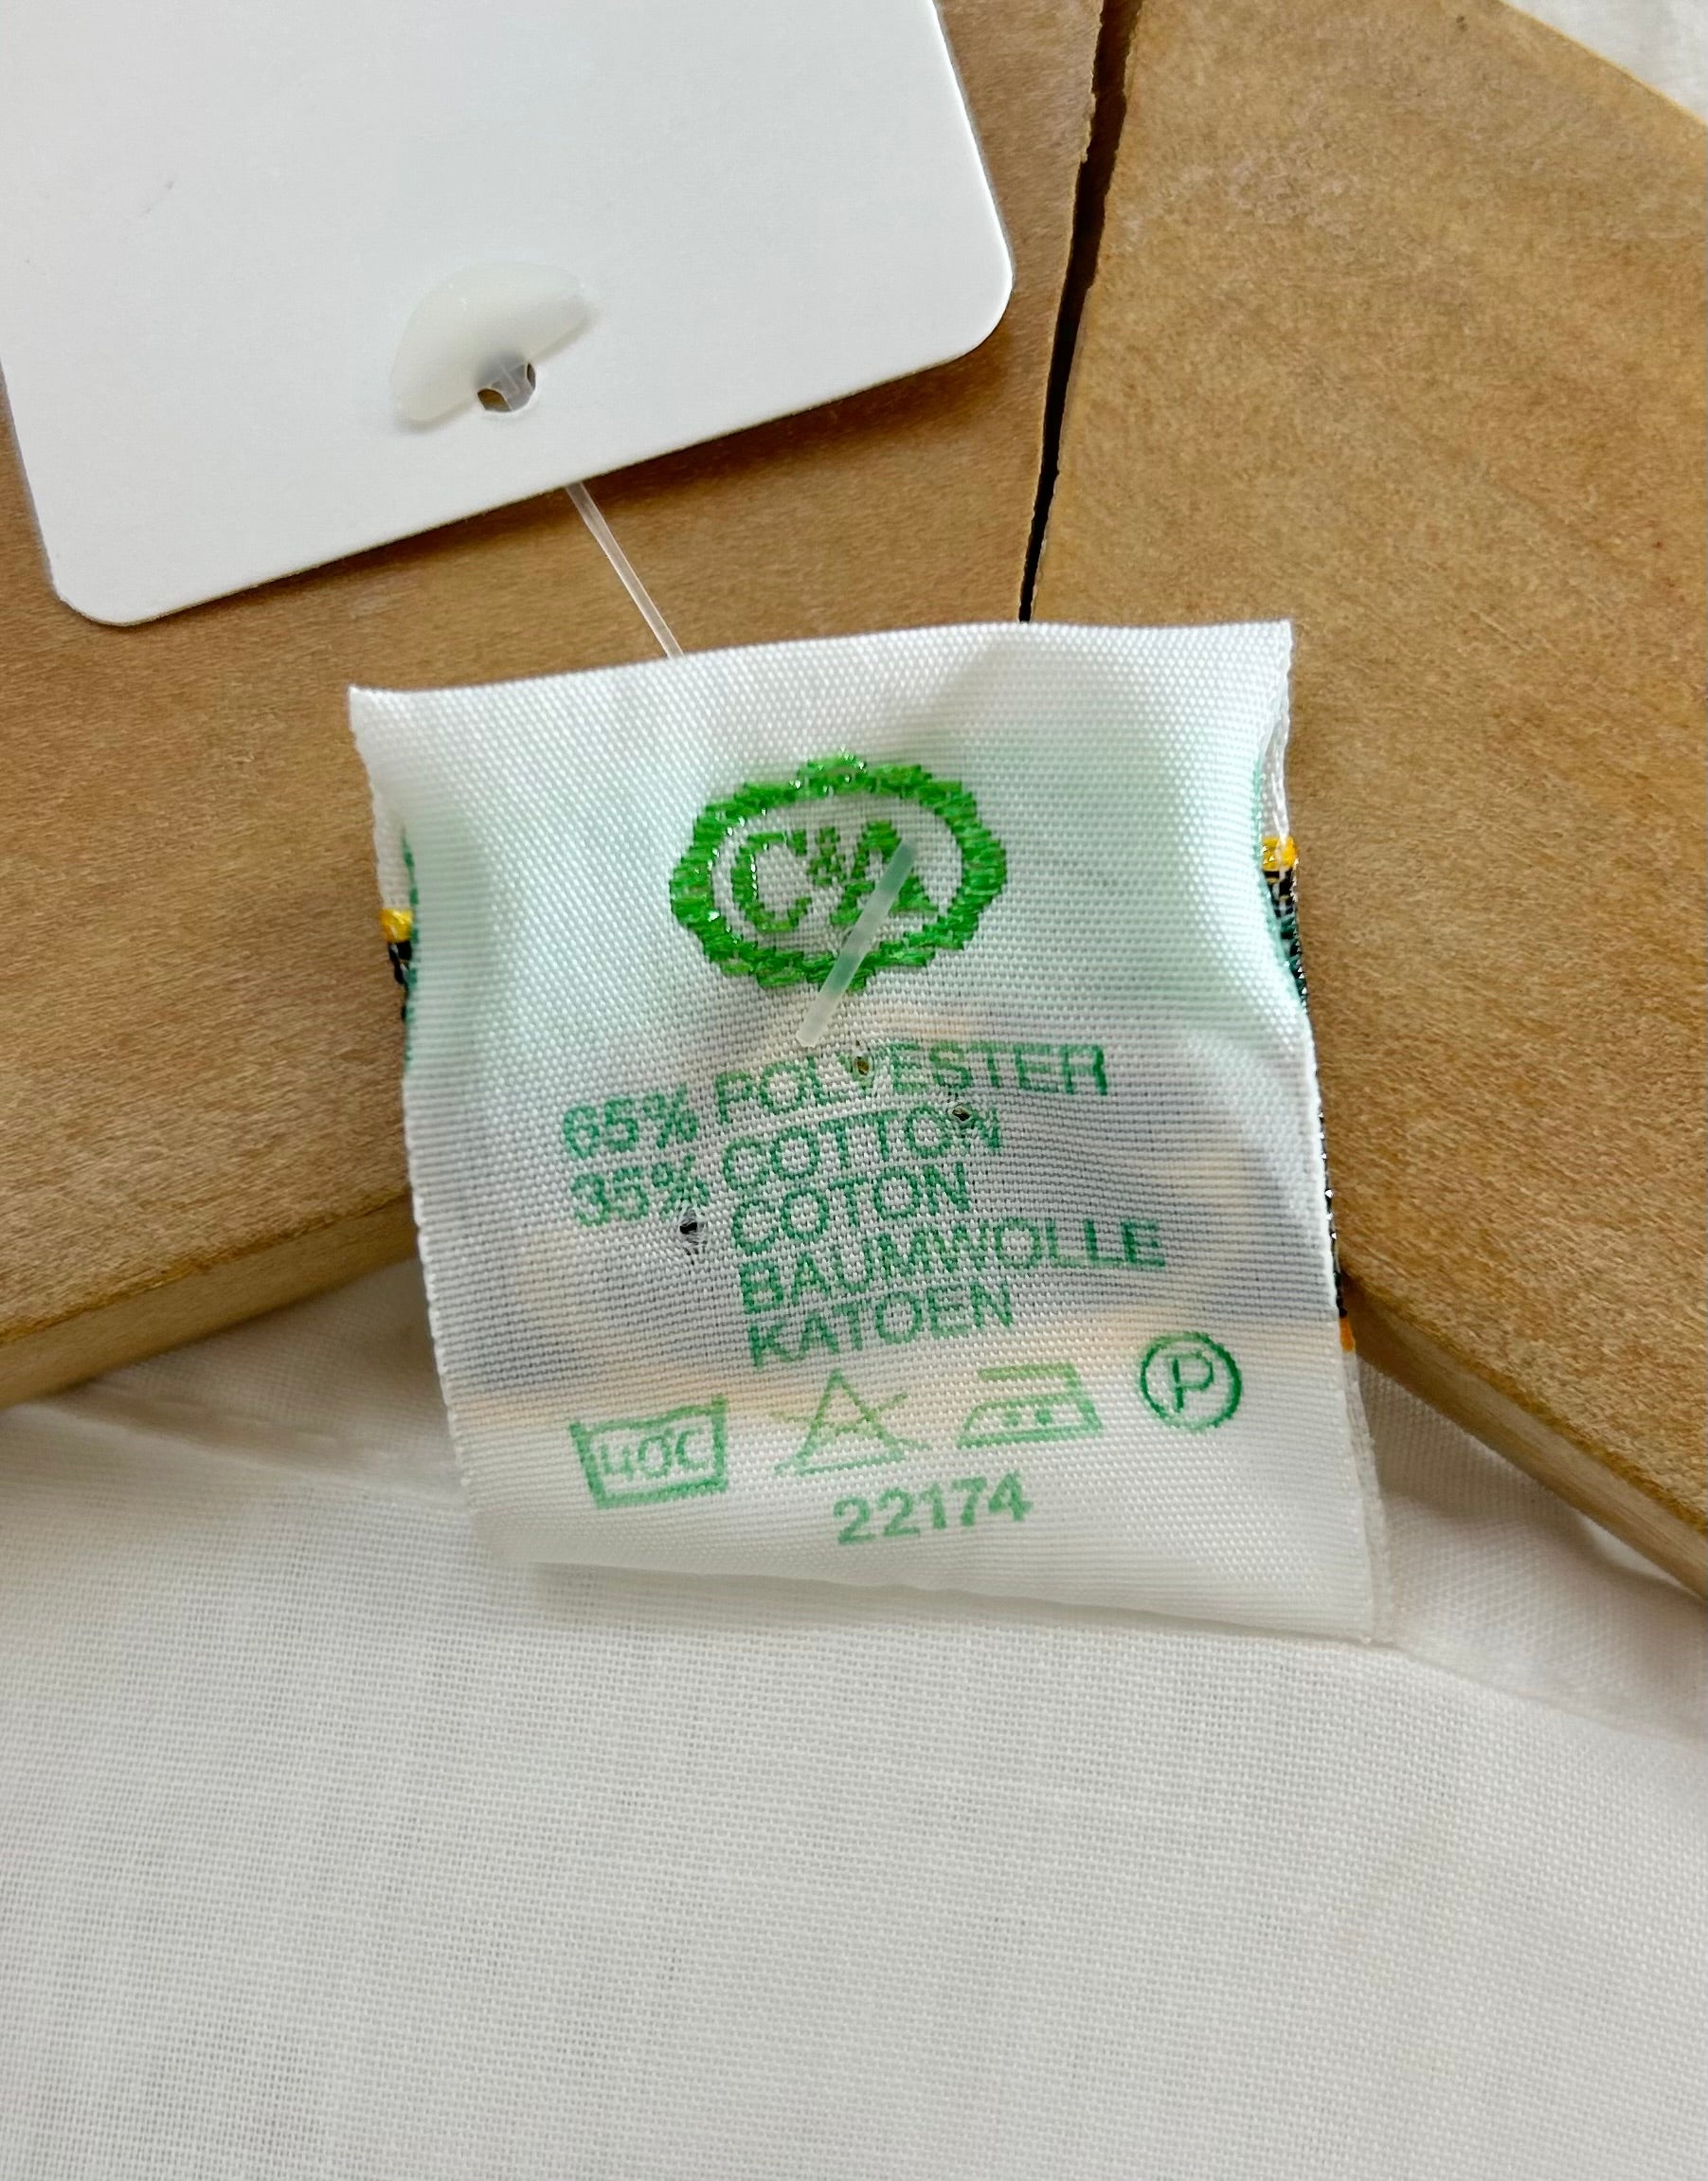 C&A
65% POLYESTER
35% COTTON
COTON
BAUMWOLLE
KATOEN
40C P
22174